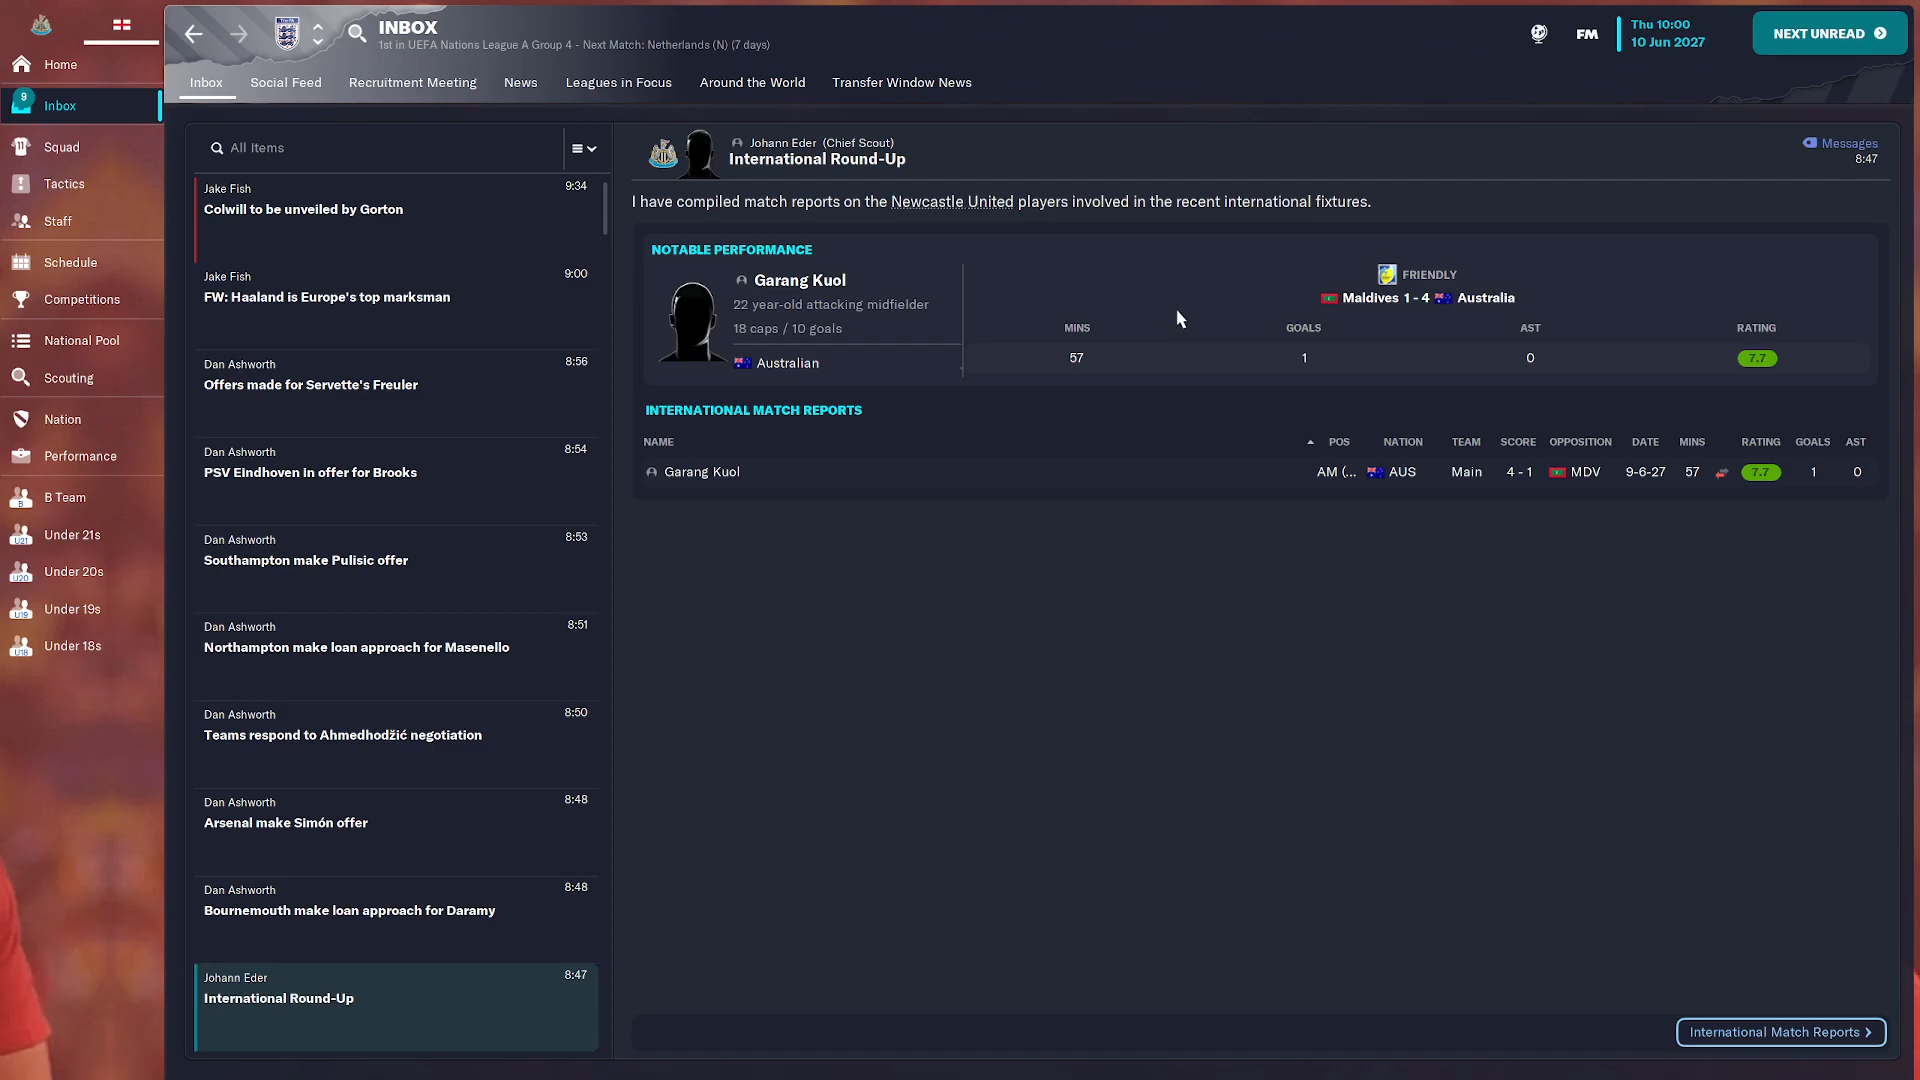 INBOX
1st in UEFA Nations League A Group 4 - Next Match: Netherlands (N) (7 days)
FM
Thu 10:00
10 Jun 2027
NEXT UNREAD
Inbox Social Feed Recruitment Meeting News Leagues in Focus Around the World Transfer Window News
Home
9
Inbox
11
Squad
Tactics
Staff
Schedule
Competitions
National Pool
Scouting
Nation
Performance
B
B Team
U21
Under 21s
U20
Under 20s
U19
Under 19s
U18
Under 18s
All Items
Jake Fish 9:34
Colwill to be unveiled by Gorton
Jake Fish 9:00
FW: Haaland is Europe's top marksman
Dan Ashworth 8:56
Offers made for Servette's Freuler
Dan Ashworth 8:54
PSV Eindhoven in offer for Brooks
Dan Ashworth 8:53
Southampton make Pulisic offer
Dan Ashworth 8:51
Northampton make loan approach for Masenello
Dan Ashworth 8:50
Teams respond to Ahmedhodžić negotiation
Dan Ashworth 8:48
Arsenal make Simón offer
Dan Ashworth 8:48
Bournemouth make loan approach for Daramy
Johann Eder 8:47
International Round-Up
Johann Eder (Chief Scout)
International Round-Up
Messages
8:47
I have compiled match reports on the Newcastle United players involved in the recent international fixtures.
NOTABLE PERFORMANCE
Garang Kuol
22 year-old attacking midfielder
18 caps / 10 goals
Australian
FRIENDLY
Maldives 1 - 4 Australia
MINS GOALS AST RATING
57 1 0 7.7
INTERNATIONAL MATCH REPORTS
NAME POS NATION TEAM SCORE OPPOSITION DATE MINS RATING GOALS AST
Garang Kuol AM (... AUS Main 4 - 1 MDV 9-6-27 57 7.7 1 0
International Match Reports